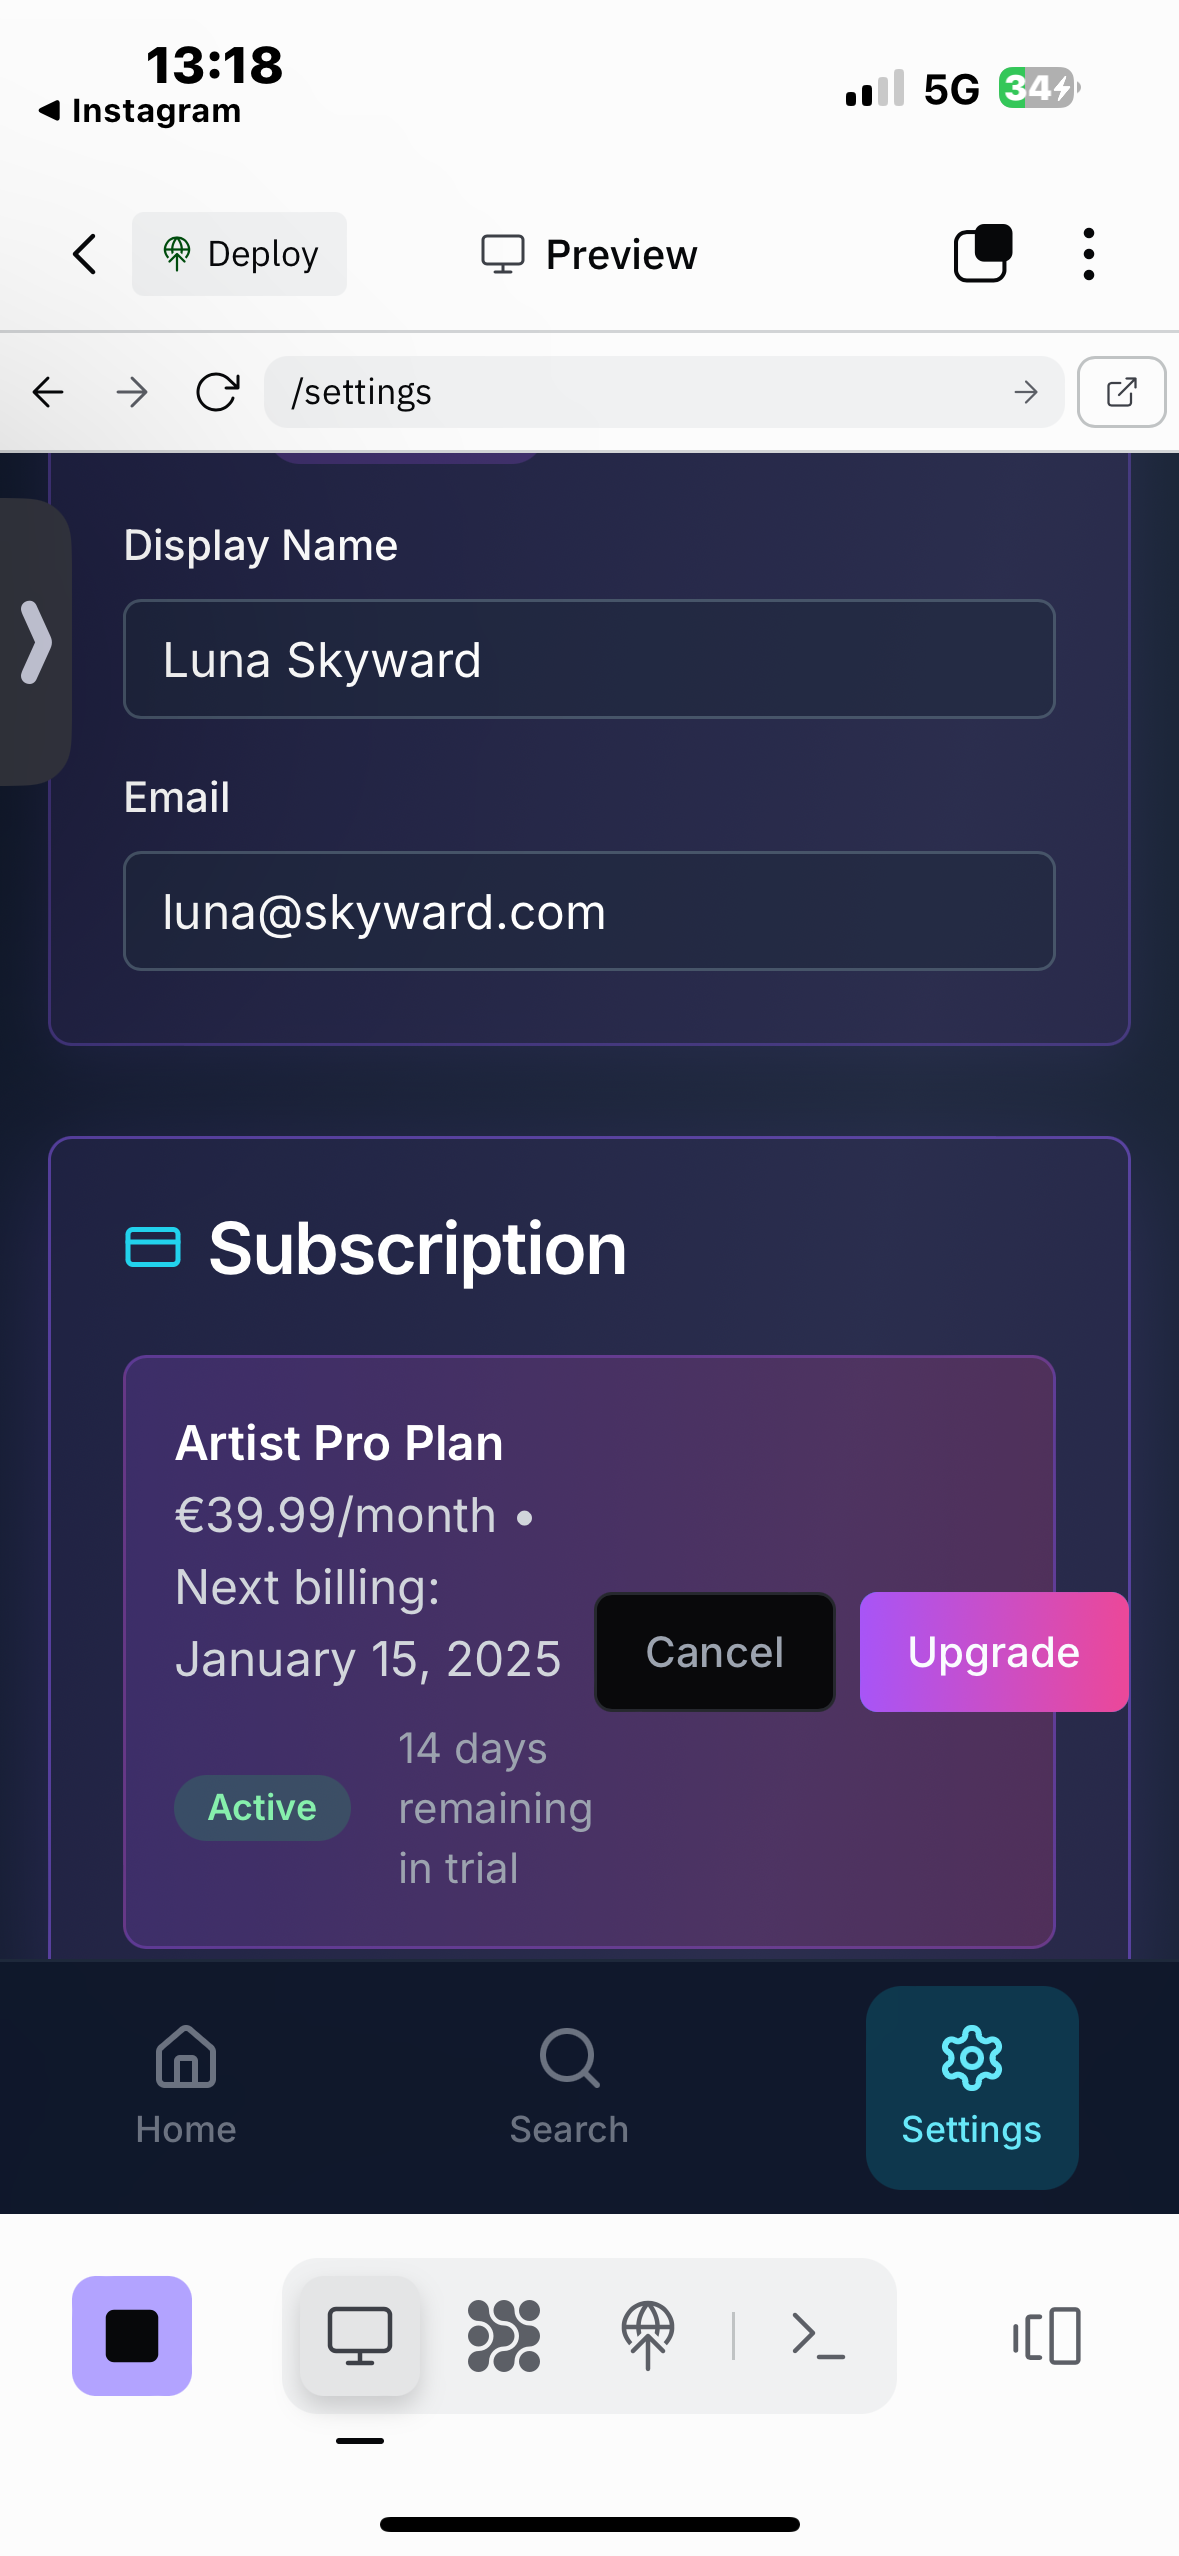 13:18
Instagram
5G
34
Deploy
Preview
/settings
Display Name
Luna Skyward
Email
luna@skyward.com
Subscription
Artist Pro Plan
€39.99/month •
Next billing:
January 15, 2025
Cancel
Upgrade
Active
14 days
remaining
in trial
Home
Search
Settings